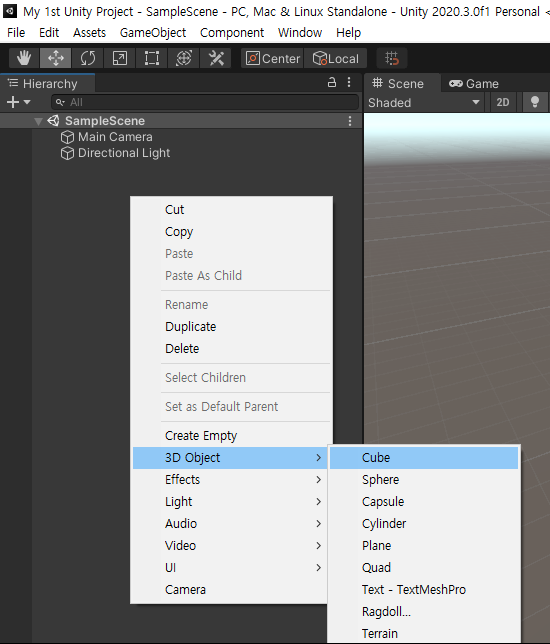 My 1st Unity Project - SampleScene - PC, Mac & Linux Standalone - Unity 2020.3.0f1 Personal <
File Edit Assets GameObject Component Window Help
Center Local
Hierarchy
All
SampleScene
Main Camera
Directional Light
Scene Game
Shaded 2D
Cut
Copy
Paste
Paste As Child
Rename
Duplicate
Delete
Select Children
Set as Default Parent
Create Empty
3D Object
Effects
Light
Audio
Video
UI
Camera
Cube
Sphere
Capsule
Cylinder
Plane
Quad
Text - TextMeshPro
Ragdoll...
Terrain